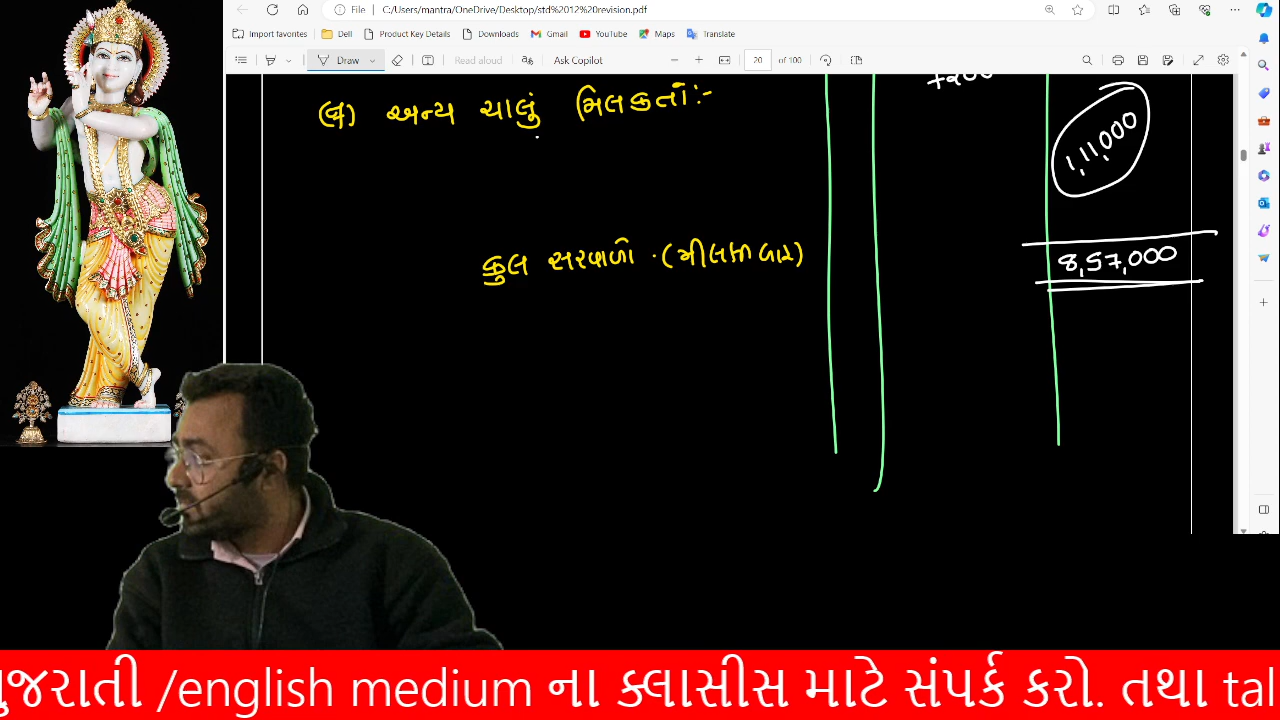 File | C:/Users/mantra/OneDrive/Desktop/std%2012%20revision.pdf
Import favorites Dell Product Key Details Downloads Gmail YouTube Maps Translate
Draw Read aloud Ask Copilot 20 of 100
અન્ય ચાલું મિલકતો:-
1,11,000
કુલ સરવાળો
8,57,000
ગુજરાતી /english medium ના ક્લાસીસ માટે સંપર્ક કરો. તથા tal